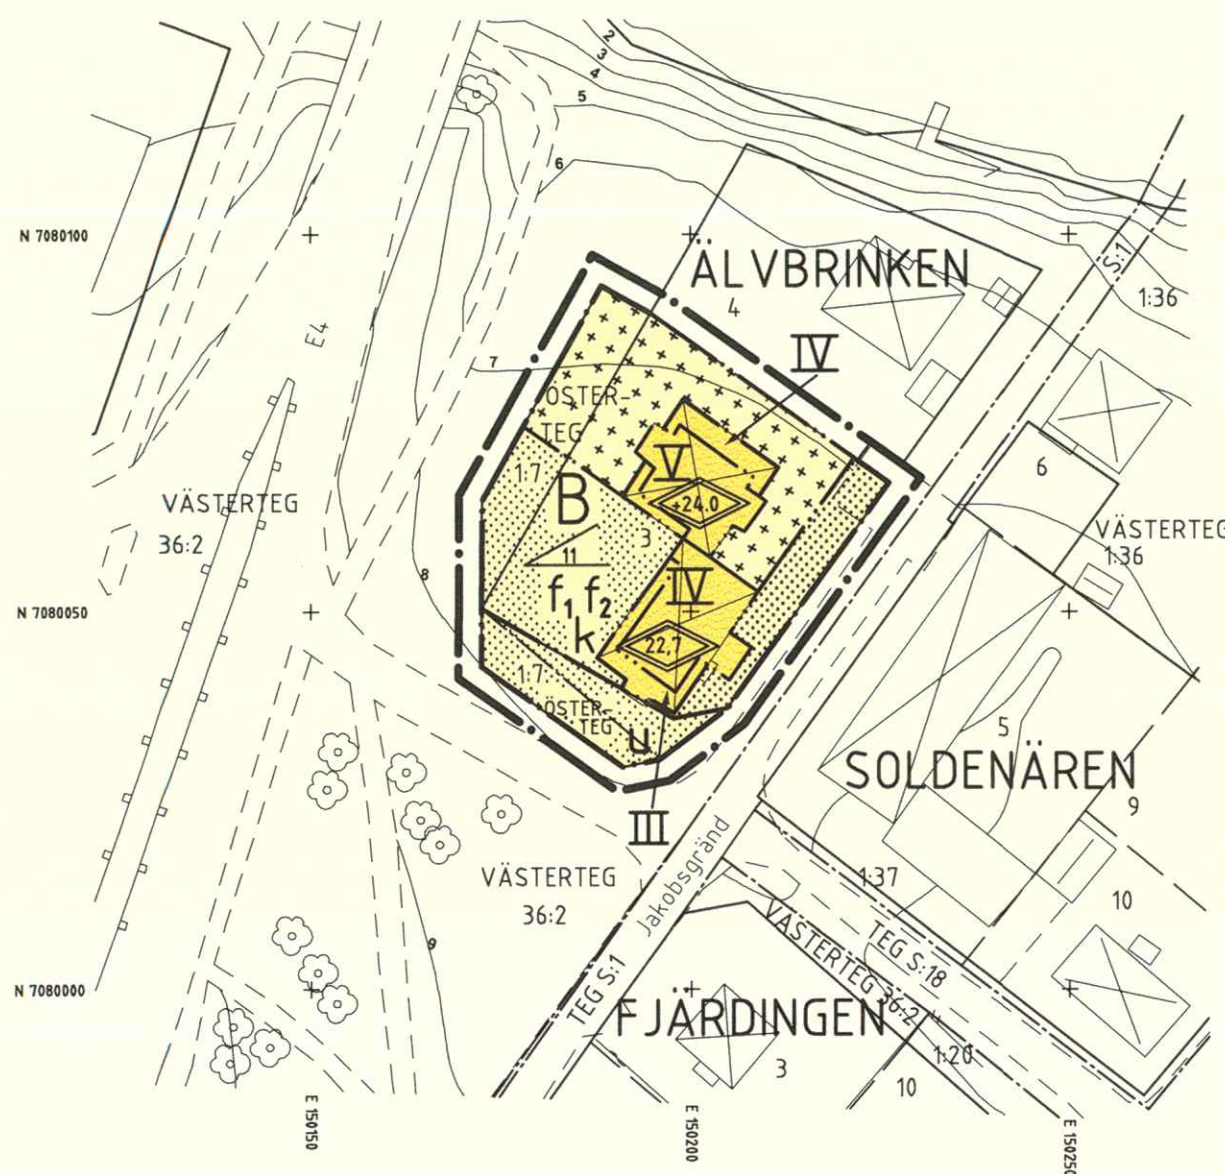 2
3
4
5
6
N 7080100
ÄLVBRINKEN
4
S:1
1:36
E4
IV
7
ÖSTER-
TEG
1:7
V
+24.0
6
VÄSTERTEG
36:2
B
3
11
VÄSTERTEG
1:36
8
f1 f2
IV
N 7080050
k
22,7
1:7
ÖSTER-
TEG
u
5
SOLDENÄREN
9
III
Jakobsgränd
VÄSTERTEG
36:2
1:37
10
9
VÄSTERTEG 36:2
TEG S:18
N 7080000
TEG S:1
FJÄRDINGEN
3
1:20
10
E 150150
E 150200
E 150250